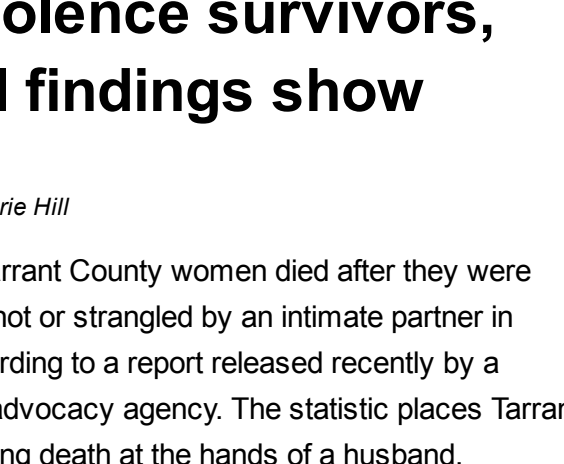 olence survivors,
findings show
rie Hill
rrant County women died after they were
not or strangled by an intimate partner in
rding to a report released recently by a
advocacy agency. The statistic places Tarrar
ng death at the hands of a husband,